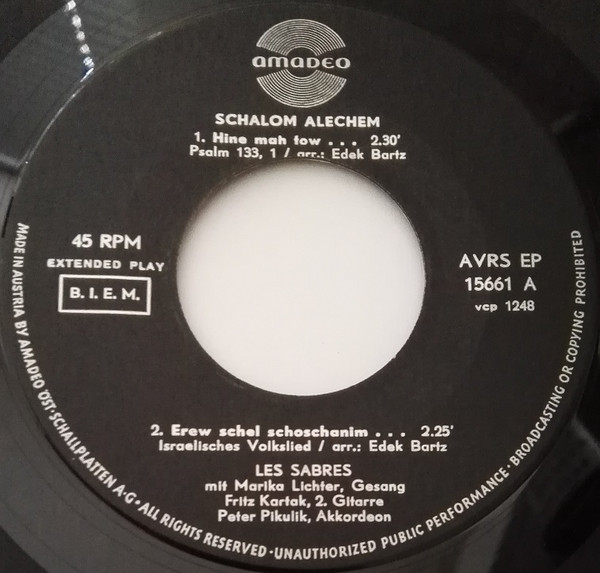 amadeo
SCHALOM ALECHEM
1. Hine mah tow . . . 2.30'
Psalm 133, 1 / arr.: Edek Bartz
45 RPM
EXTENDED PLAY
B. I. E. M.
AVRS EP
15661 A
vcp 1248
2. Erew schel schoschanim . . . 2.25'
Israelisches Volkslied / arr.: Edek Bartz
LES SABRES
mit Marika Lichter, Gesang
Fritz Kartak, 2. Gitarre
Peter Pikulik, Akkordeon
MADE IN AUSTRIA BY AMADEO ÖST·SCHALLPLATTEN A·G·ALL RIGHTS RESERVED·UNAUTHORIZED PUBLIC PERFORMANCE·BROADCASTING OR COPYING PROHIBITED